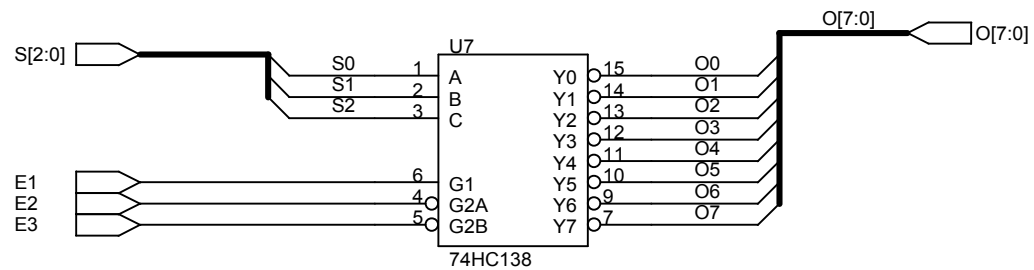 O[7:0]
S[2:0]
O[7:0]
U7
S0 1 A Y0 15 O0
S1 2 B Y1 14 O1
S2 3 C Y2 13 O2
Y3 12 O3
Y4 11 O4
E1 6 G1 Y5 10 O5
E2 4 G2A Y6 9 O6
E3 5 G2B Y7 7 O7
74HC138